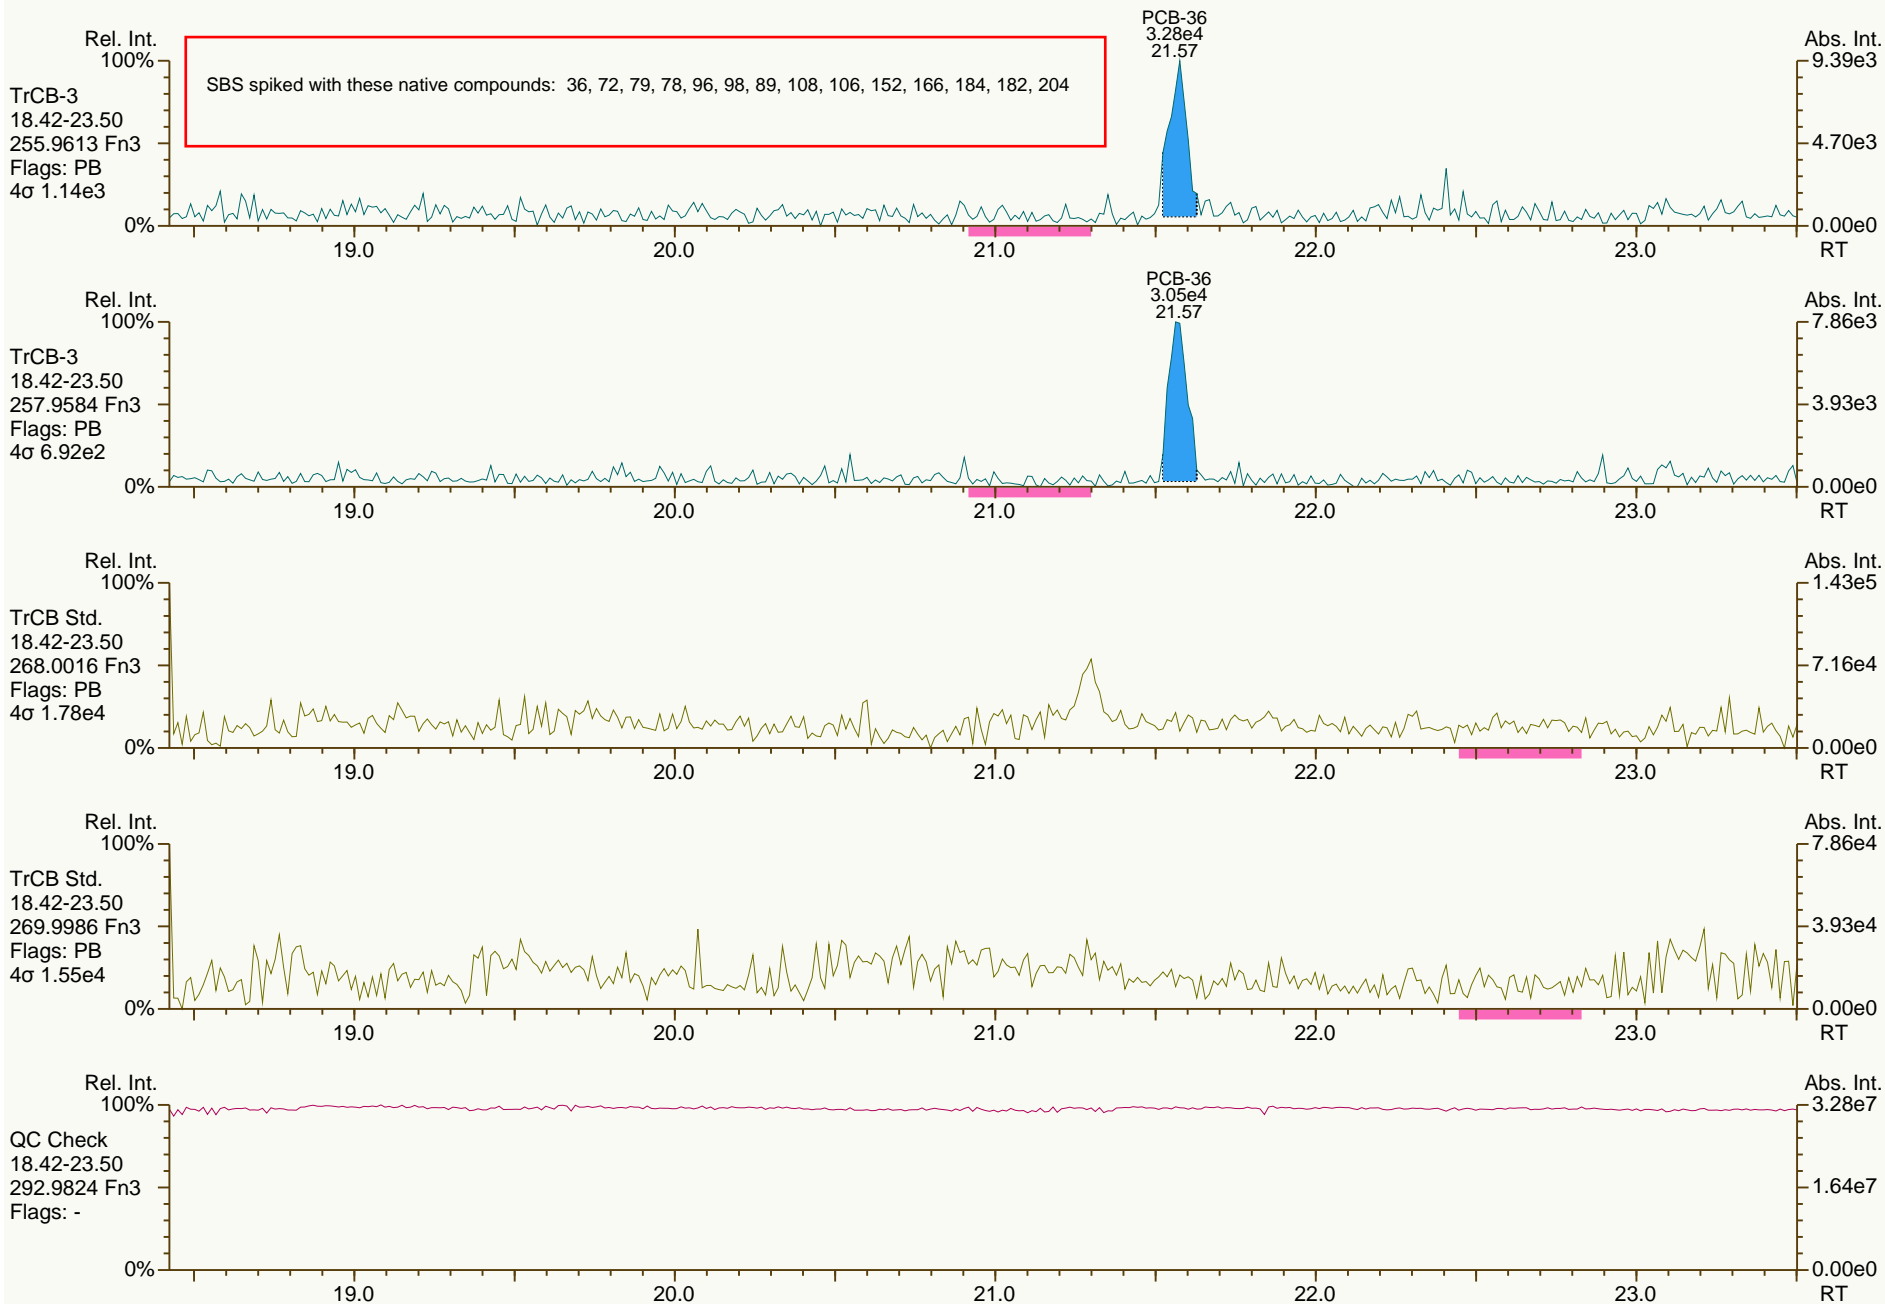 PCB-36
3.28e4
21.57
Rel. Int.
Abs. Int.
100%
9.39e3
SBS spiked with these native compounds: 36, 72, 79, 78, 96, 98, 89, 108, 106, 152, 166, 184, 182, 204
TrCB-3
18.42-23.50
255.9613 Fn3
Flags: PB
4σ 1.14e3
4.70e3
0%
0.00e0
19.0 20.0 21.0 22.0 23.0 RT
PCB-36
3.05e4
21.57
Rel. Int.
Abs. Int.
100%
7.86e3
TrCB-3
18.42-23.50
257.9584 Fn3
Flags: PB
4σ 6.92e2
3.93e3
0%
0.00e0
19.0 20.0 21.0 22.0 23.0 RT
Rel. Int.
Abs. Int.
100%
1.43e5
TrCB Std.
18.42-23.50
268.0016 Fn3
Flags: PB
4σ 1.78e4
7.16e4
0%
0.00e0
19.0 20.0 21.0 22.0 23.0 RT
Rel. Int.
Abs. Int.
100%
7.86e4
TrCB Std.
18.42-23.50
269.9986 Fn3
Flags: PB
4σ 1.55e4
3.93e4
0%
0.00e0
19.0 20.0 21.0 22.0 23.0 RT
Rel. Int.
Abs. Int.
100%
3.28e7
QC Check
18.42-23.50
292.9824 Fn3
Flags: -
1.64e7
0%
0.00e0
19.0 20.0 21.0 22.0 23.0 RT